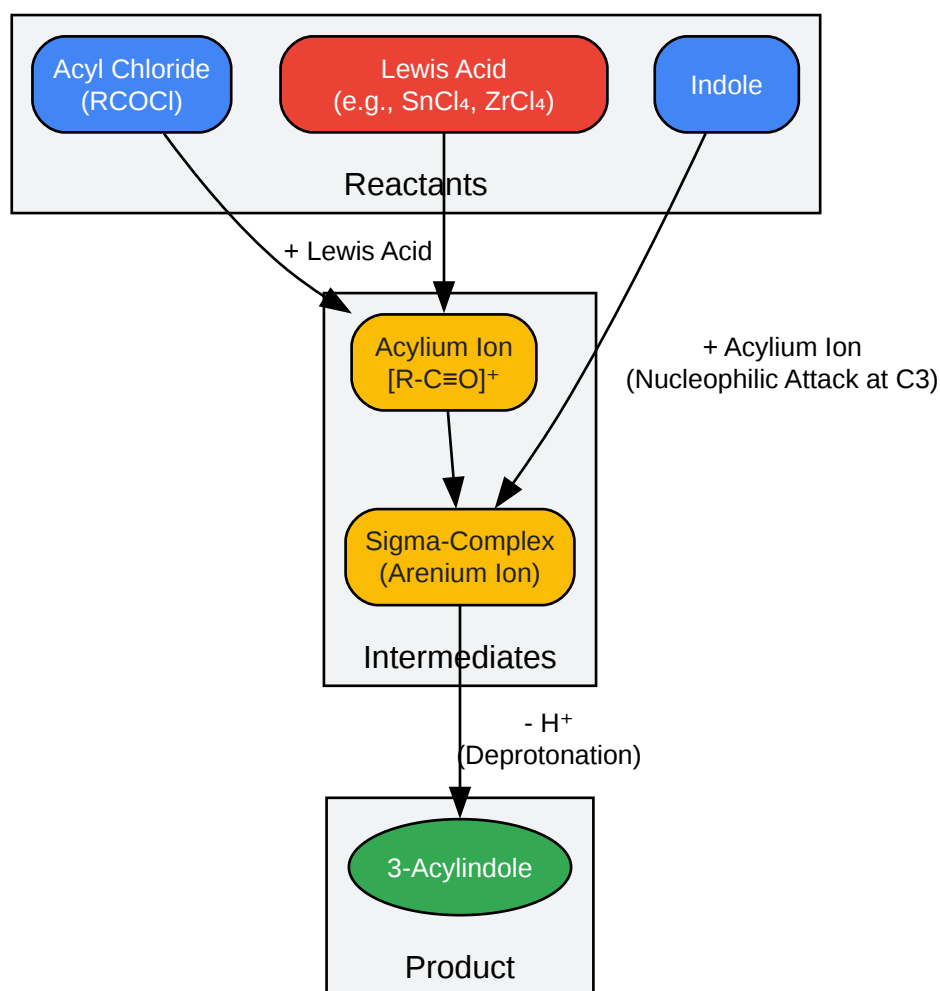 Acyl Chloride
(RCOCl)
Lewis Acid
(e.g., SnCl₄, ZrCl₄)
Indole
Reactants
+ Lewis Acid
Acylium Ion
[R-C≡O]⁺
+ Acylium Ion
(Nucleophilic Attack at C3)
Sigma-Complex
(Arenium Ion)
Intermediates
- H⁺
(Deprotonation)
3-Acylindole
Product